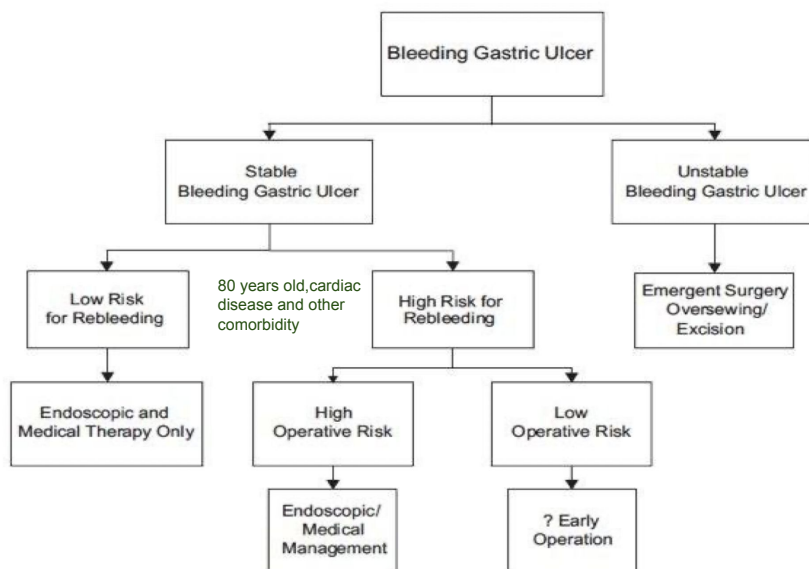 Bleeding Gastric Ulcer
Stable
Bleeding Gastric Ulcer
Unstable
Bleeding Gastric Ulcer
Low Risk
for Rebleeding
80 years old,cardiac
disease and other
comorbidity
High Risk for
Rebleeding
Emergent Surgery
Oversewing/
Excision
Endoscopic and
Medical Therapy Only
High
Operative Risk
Low
Operative Risk
Endoscopic/
Medical
Management
? Early
Operation